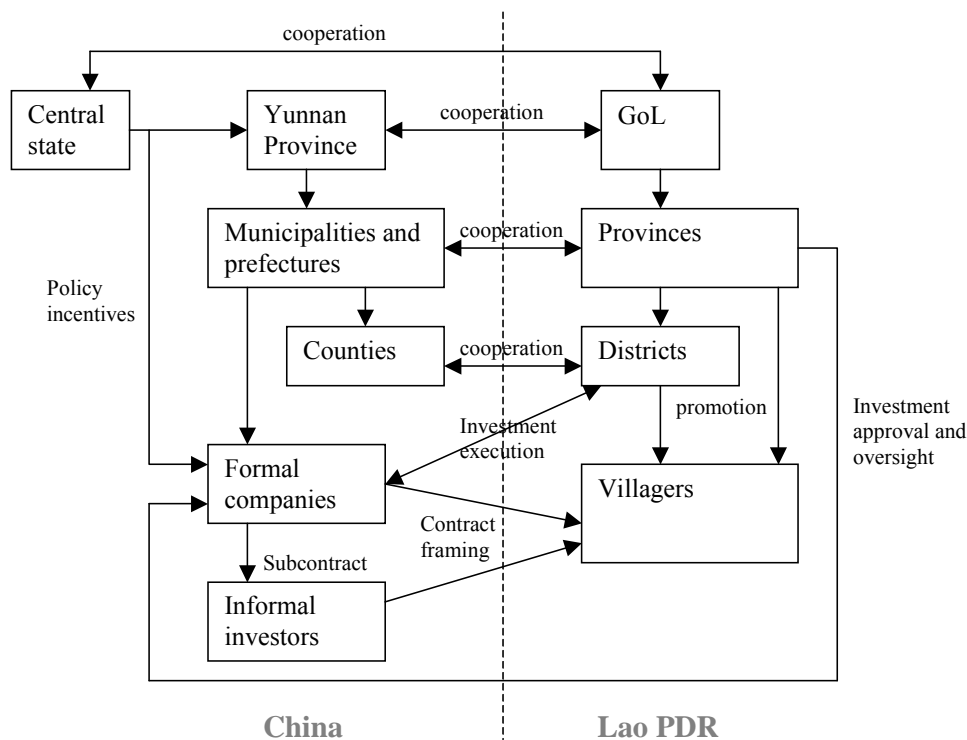 cooperation
Central
state
Yunnan
Province
cooperation
GoL
Municipalities and
prefectures
cooperation
Provinces
Policy
incentives
Counties
cooperation
Districts
promotion
Investment
approval and
oversight
Investment
execution
Formal
companies
Villagers
Contract
framing
Subcontract
Informal
investors
China
Lao PDR